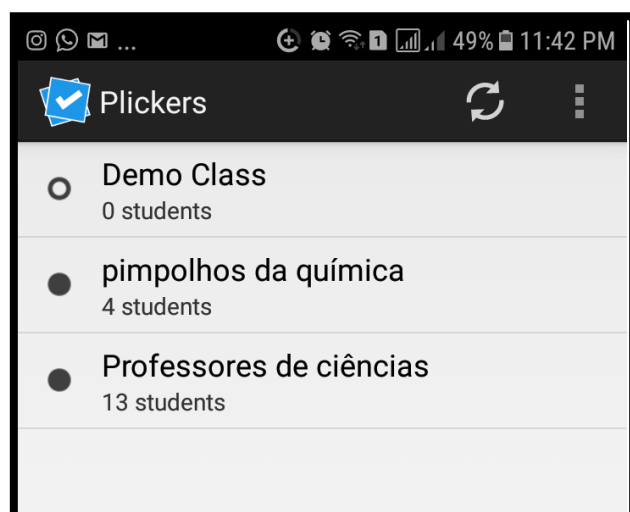 ... 1 49% 11:42 PM
Plickers
Demo Class
0 students
pimpolhos da química
4 students
Professores de ciências
13 students